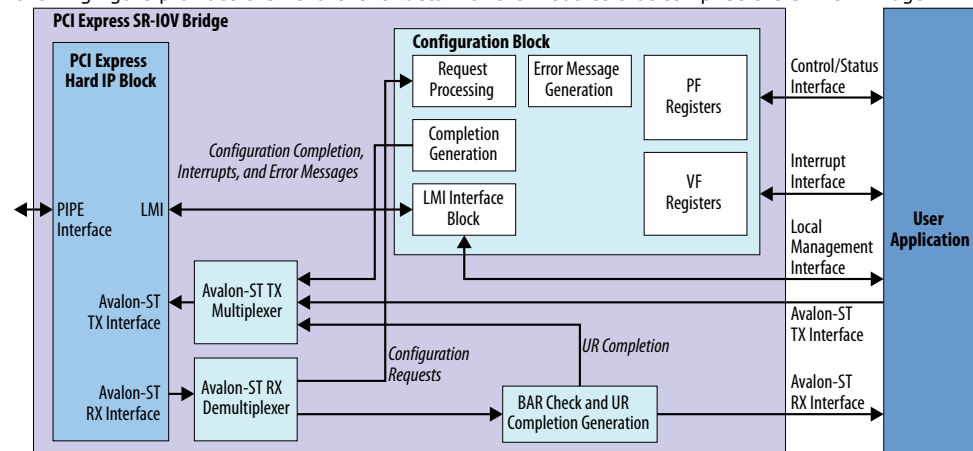 PCI Express SR-IOV Bridge
PCI Express
Hard IP Block
Configuration Block
Request
Processing
Error Message
Generation
PF
Registers
Control/Status
Interface
Completion
Generation
Configuration Completion,
Interrupts, and Error Messages
VF
Registers
Interrupt
Interface
PIPE
Interface
LMI
LMI Interface
Block
User
Application
Local
Management
Interface
Avalon-ST
TX Interface
Avalon-ST TX
Multiplexer
Avalon-ST
TX Interface
UR Completion
Configuration
Requests
Avalon-ST
RX Interface
Avalon-ST RX
Demultiplexer
BAR Check and UR
Completion Generation
Avalon-ST
RX Interface